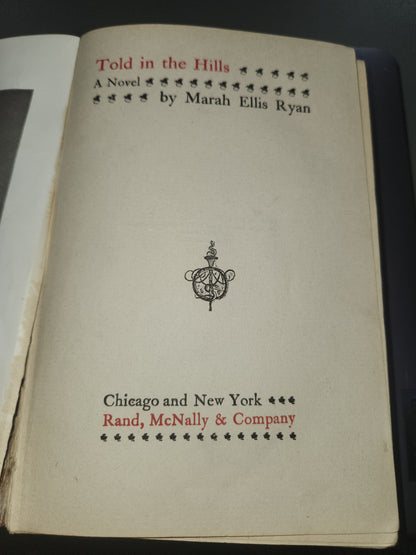 Told in the Hills
A Novel
by Marah Ellis Ryan
Chicago and New York
Rand, McNally & Company